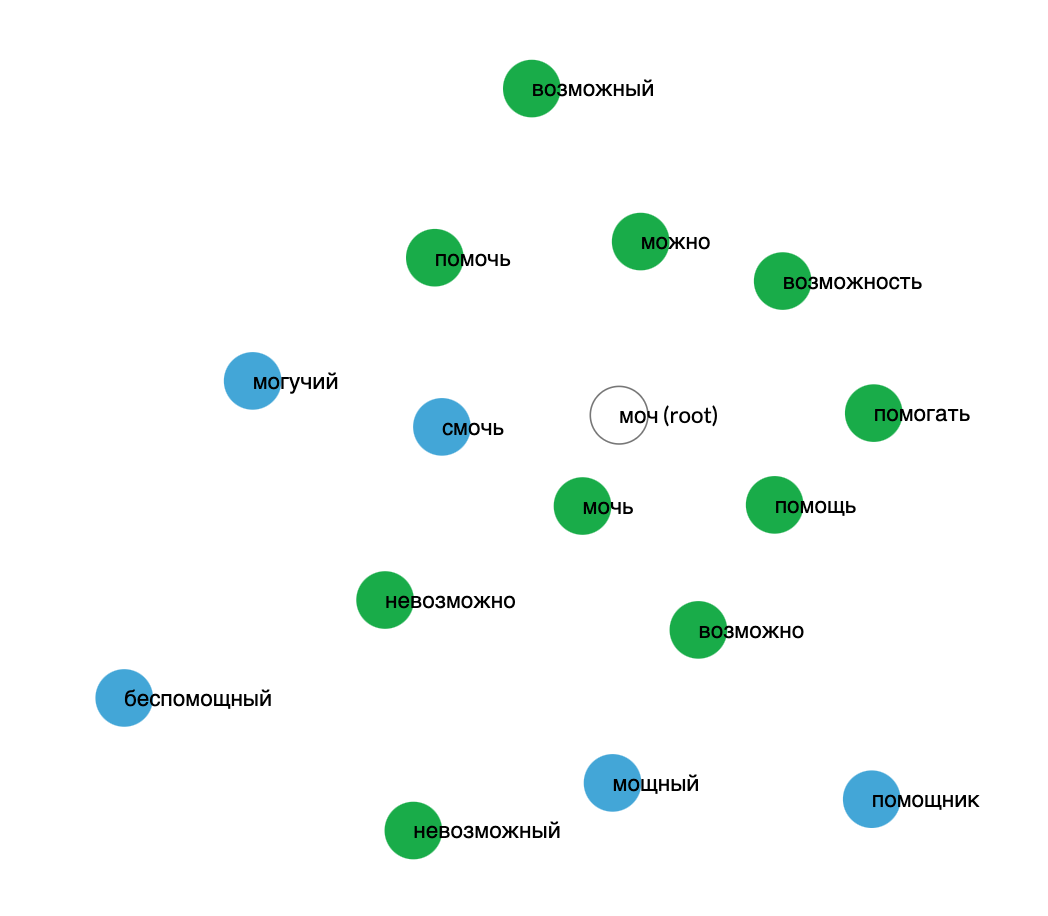 возможный
можно
помочь
возможность
могучий
помогать
моч (root)
смочь
помощь
мочь
невозможно
возможно
беспомощный
мощный
помощник
невозможный